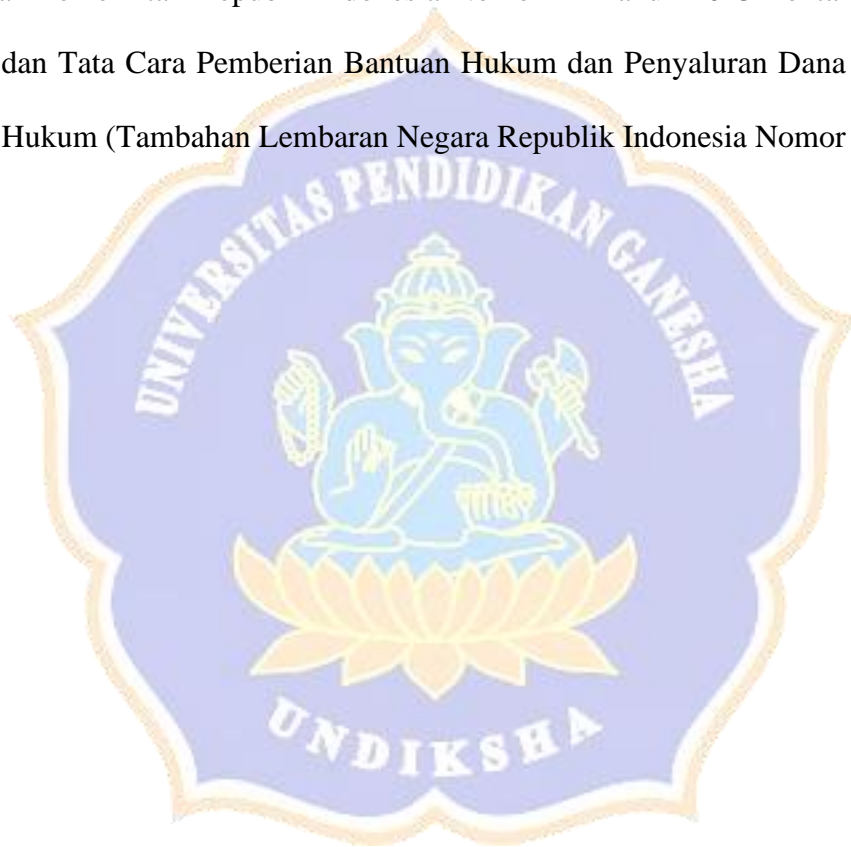 dan Tata Cara Pemberian Bantuan Hukum dan Penyaluran Dana
Hukum (Tambahan Lembaran Negara Republik Indonesia Nomor
UNIVERSITAS PENDIDIKAN GANESHA
UNDIKSHA